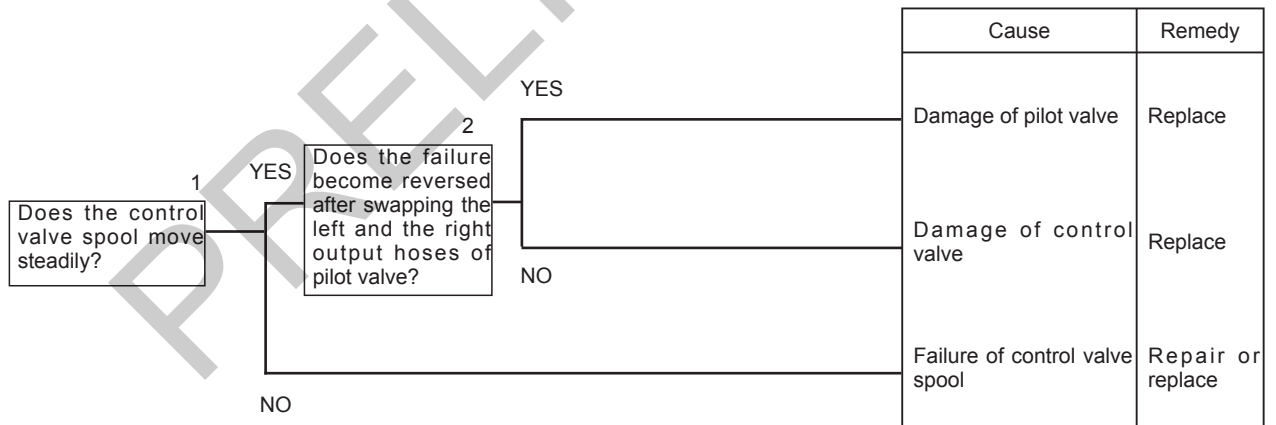 Cause
Remedy
YES
Damage of pilot valve
Replace
2
Does the failure
become reversed
after swapping the
left and the right
output hoses of
pilot valve?
YES
1
Does the control
valve spool move
steadily?
Damage of control
valve
Replace
NO
Failure of control valve
spool
Repair or
replace
NO
PREL